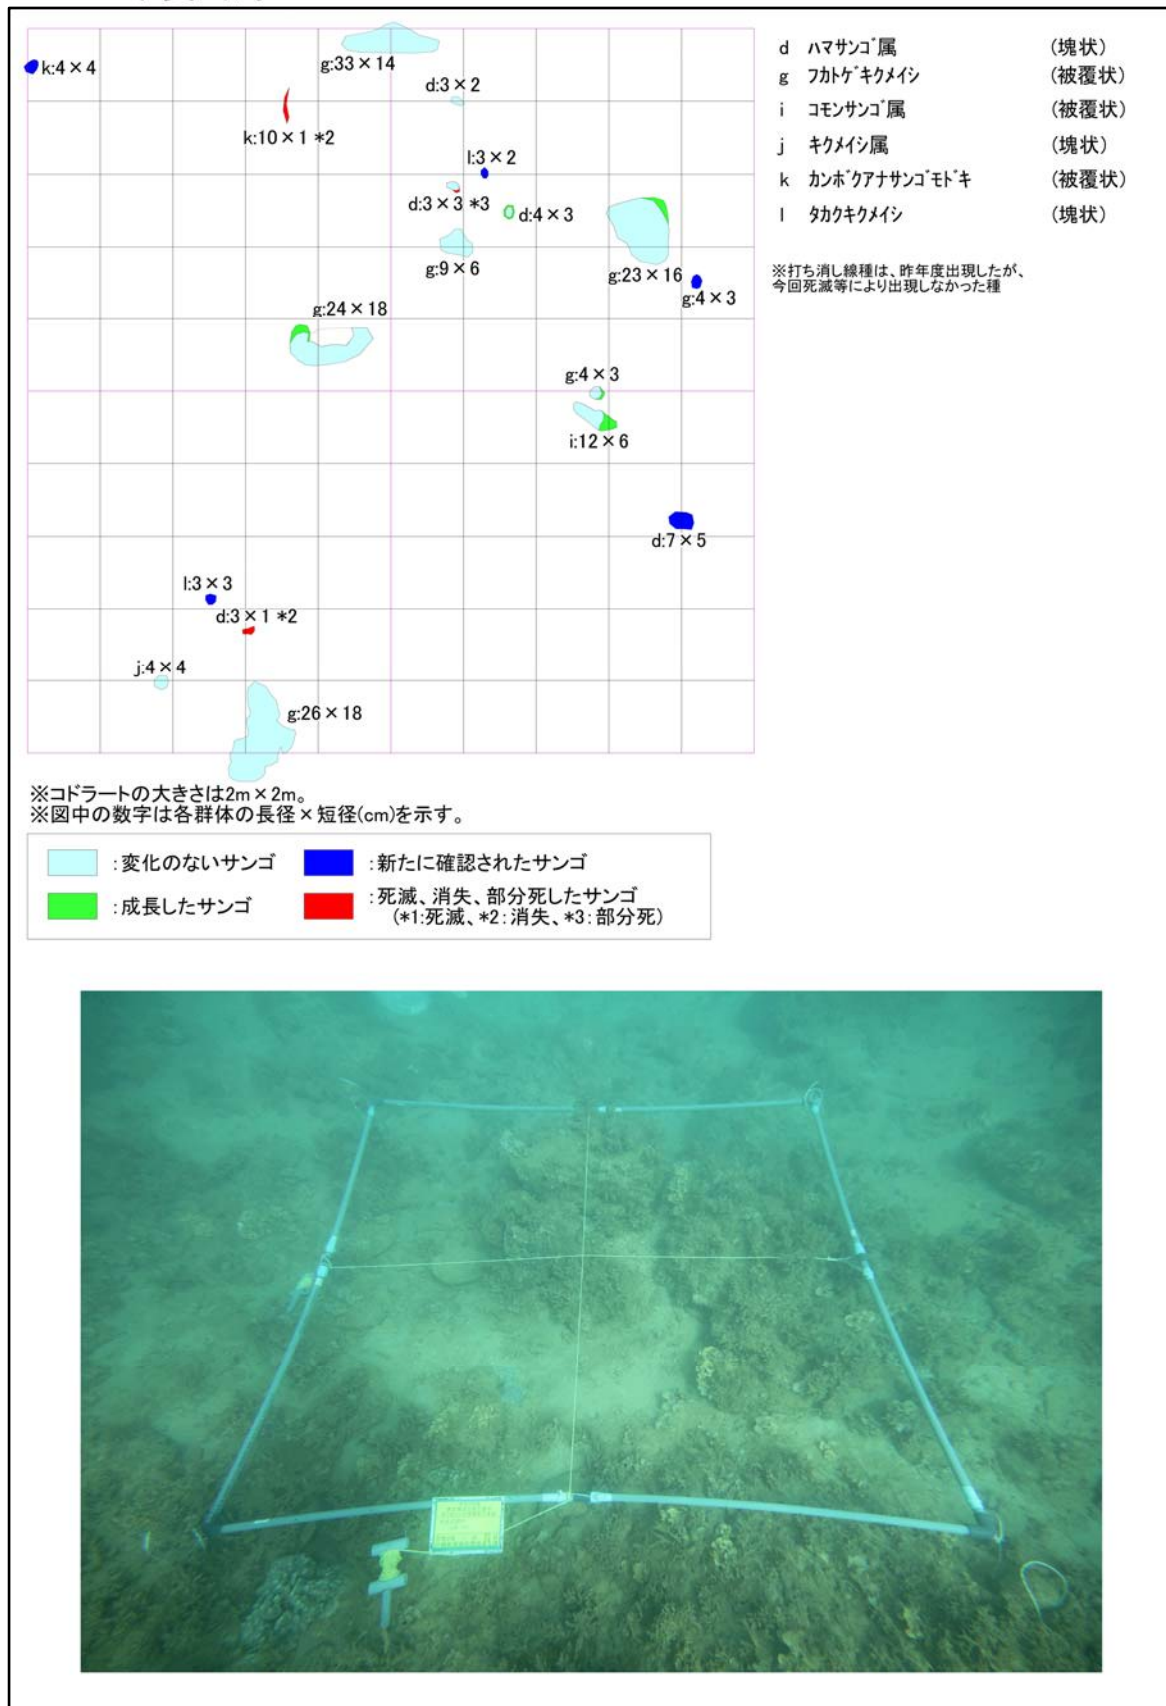 g:33×14
k:4×4
d:3×2
k:10×1 *2
l:3×2
d:3×3 *3
d:4×3
g:9×6
g:23×16
g:4×3
g:24×18
g:4×3
i:12×6
d:7×5
l:3×3
d:3×1 *2
j:4×4
g:26×18
d ハマサンゴ属 (塊状)
g フカトゲキクメイシ (被覆状)
i コモンサンゴ属 (被覆状)
j キクメイシ属 (塊状)
k カンボクアナサンゴモドキ (被覆状)
l タカクキクメイシ (塊状)
※打ち消し線種は、昨年度出現したが、
今回死滅等により出現しなかった種
※コドラートの大きさは2m×2m。
※図中の数字は各群体の長径×短径(cm)を示す。
:変化のないサンゴ
:新たに確認されたサンゴ
:成長したサンゴ
:死滅、消失、部分死したサンゴ
(*1:死滅、*2:消失、*3:部分死)